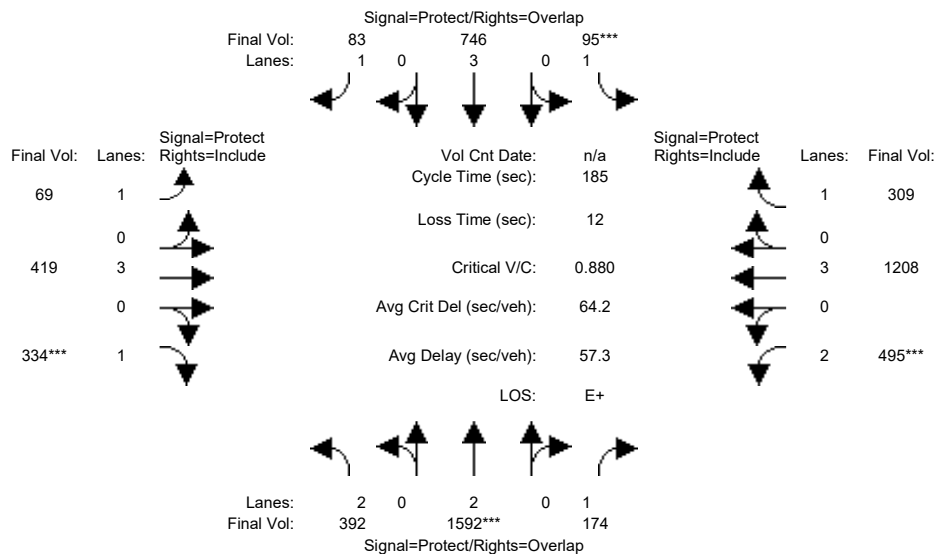 Signal=Protect/Rights=Overlap
Final Vol: 83 746 95***
Lanes: 1 0 3 0 1
Signal=Protect
Final Vol: Lanes: Rights=Include
Vol Cnt Date: n/a
Signal=Protect
Rights=Include Lanes: Final Vol:
Cycle Time (sec): 185
69 1
1 309
Loss Time (sec): 12
0
0
419 3
Critical V/C: 0.880
3 1208
0
Avg Crit Del (sec/veh): 64.2
0
334*** 1
Avg Delay (sec/veh): 57.3
2 495***
LOS: E+
Lanes: 2 0 2 0 1
Final Vol: 392 1592*** 174
Signal=Protect/Rights=Overlap